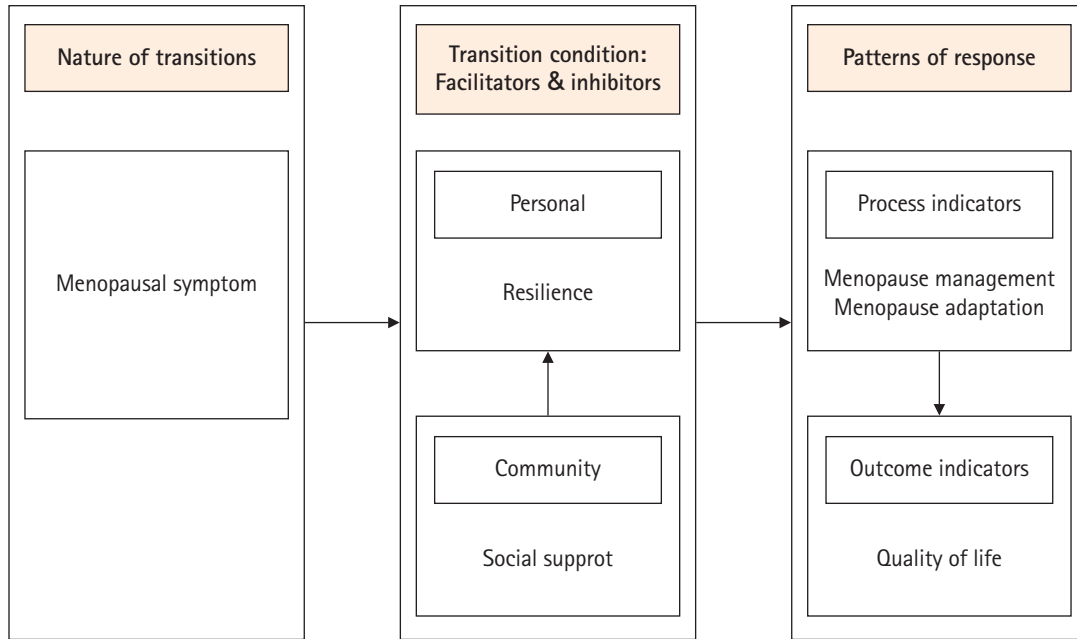 Nature of transitions
Menopausal symptom
Transition condition:
Facilitators & inhibitors
Personal
Resilience
Community
Social supprot
Patterns of response
Process indicators
Menopause management
Menopause adaptation
Outcome indicators
Quality of life